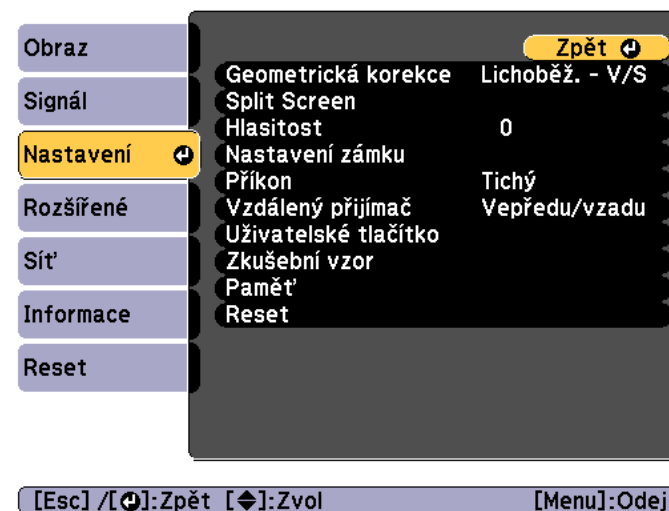 Obraz
Signál
Nastavení
Rozšířené
Síť
Informace
Reset
Zpět
Geometrická korekce Lichoběž. - V/S
Split Screen
Hlasitost 0
Nastavení zámku
Příkon Tichý
Vzdálený přijímač Vepředu/vzadu
Uživatelské tlačítko
Zkušební vzor
Paměť
Reset
[Esc] /[⏎]:Zpět [◆]:Zvol [Menu]:Odej